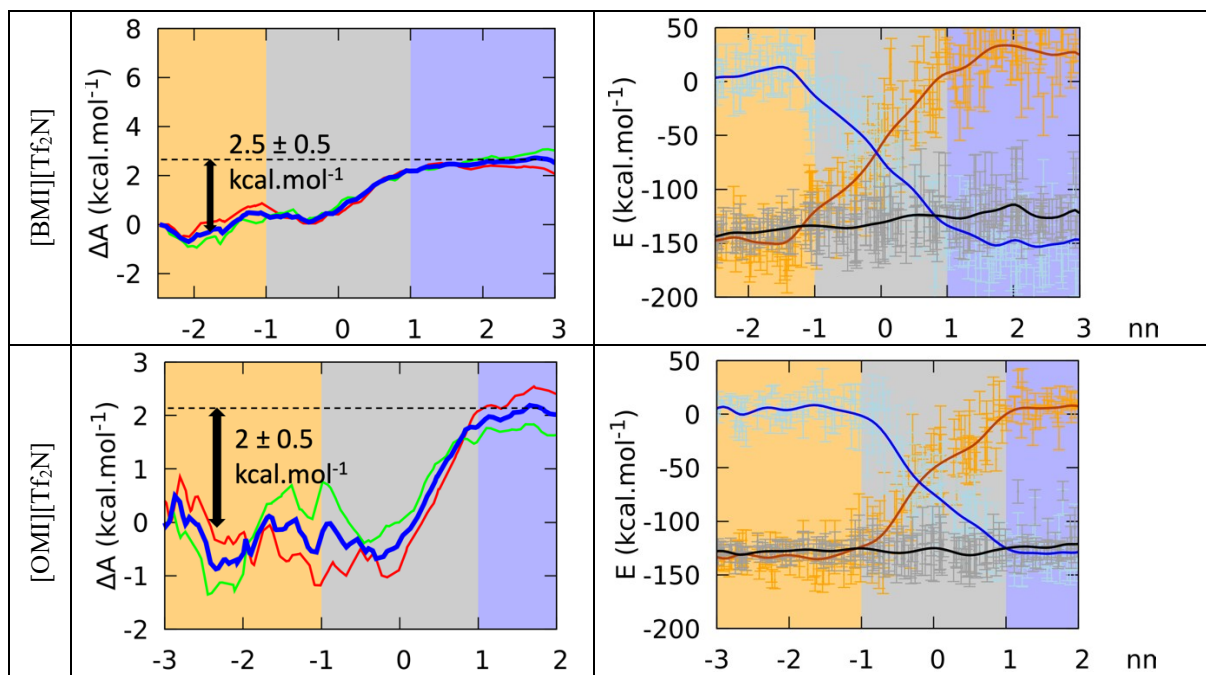 [BMI][Tf₂N]
ΔA (kcal.mol⁻¹)
8
6
4
2
0
-2
2.5 ± 0.5
kcal.mol⁻¹
-2 -1 0 1 2 3
E (kcal.mol⁻¹)
50
0
-50
-100
-150
-200
-2 -1 0 1 2 3 nn
[OMI][Tf₂N]
ΔA (kcal.mol⁻¹)
3
2
1
0
-1
-2
2 ± 0.5
kcal.mol⁻¹
-3 -2 -1 0 1 2
E (kcal.mol⁻¹)
50
0
-50
-100
-150
-200
-3 -2 -1 0 1 2 nn